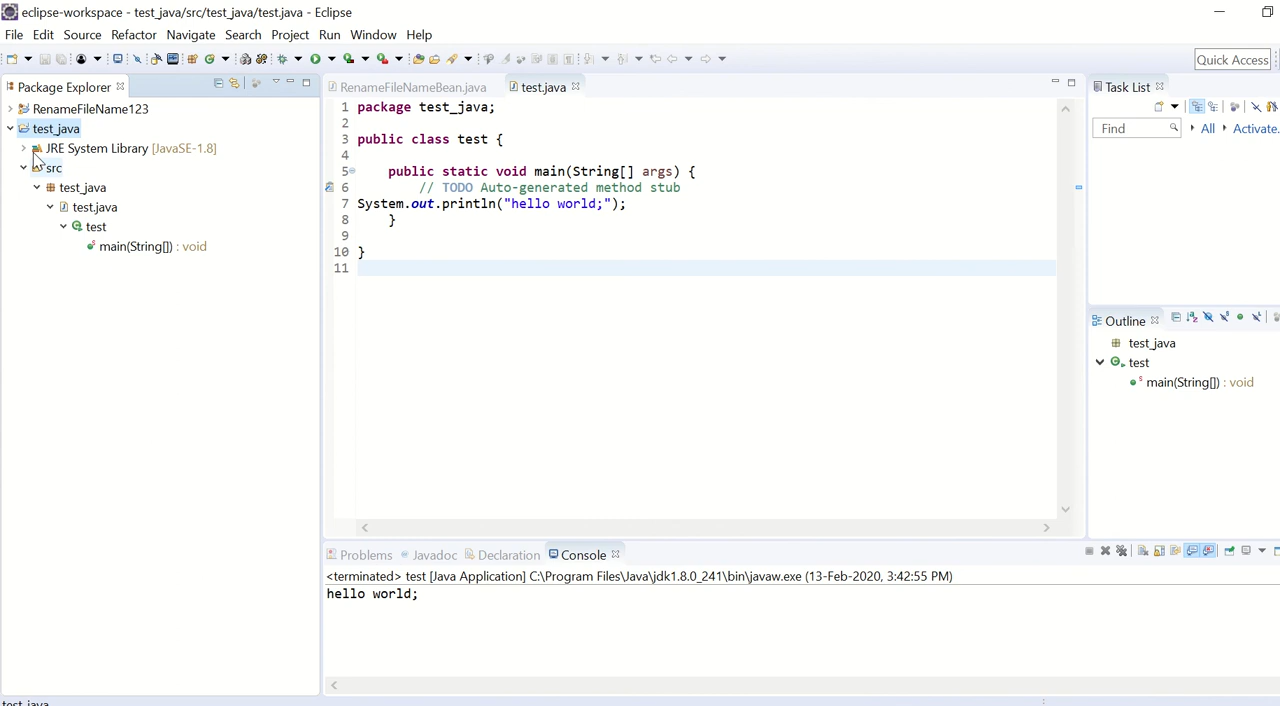 eclipse-workspace - test_java/src/test_java/test.java - Eclipse
File Edit Source Refactor Navigate Search Project Run Window Help
Quick Access
Package Explorer
RenameFileName123
test_java
JRE System Library [JavaSE-1.8]
src
test_java
test.java
test
main(String[]) : void
RenameFileNameBean.java test.java
1 package test_java;
2
3 public class test {
4
5 public static void main(String[] args) {
6 // TODO Auto-generated method stub
7 System.out.println("hello world;");
8 }
9
10 }
11
Task List
Find All Activate.
Outline
test_java
test
main(String[]) : void
Problems Javadoc Declaration Console
<terminated> test [Java Application] C:\Program Files\Java\jdk1.8.0_241\bin\javaw.exe (13-Feb-2020, 3:42:55 PM)
hello world;
test_java